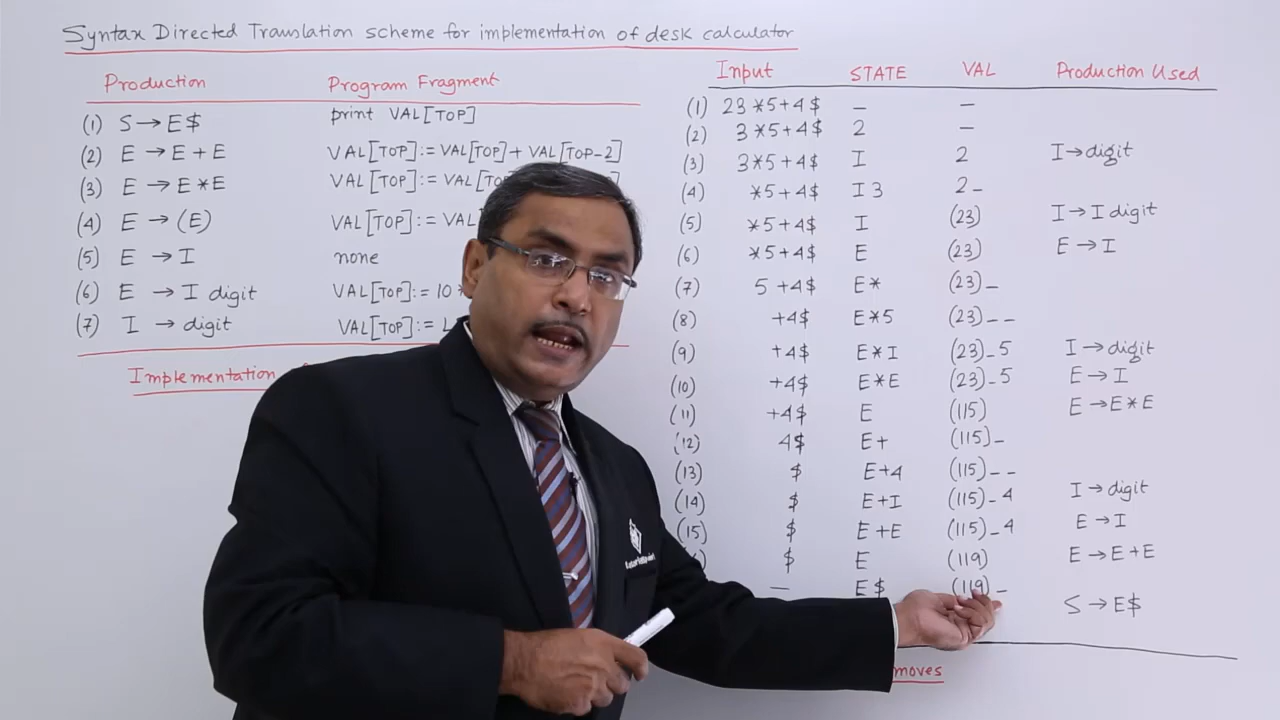 Syntax Directed Translation scheme for implementation of desk calculator
Production Program Fragment
(1) S → E$ print VAL[TOP]
(2) E → E + E VAL[TOP] := VAL[TOP] + VAL[TOP-2]
(3) E → E * E VAL[TOP] :=
(4) E → (E) VAL[TOP] :=
(5) E → I none
(6) E → I digit VAL[TOP] := 10 *
(7) I → digit VAL[TOP] :=
Implementation
Input STATE VAL Production Used
(1) 23*5+4$ – –
(2) 3*5+4$ 2 –
(3) 3*5+4$ I 2 I → digit
(4) *5+4$ I 3 2 _
(5) *5+4$ I (23) I → I digit
(6) *5+4$ E (23) E → I
(7) 5+4$ E* (23) _
(8) +4$ E*5 (23) _ _
(9) +4$ E*I (23) _ 5 I → digit
(10) +4$ E*E (23) _ 5 E → I
(11) +4$ E (115) E → E * E
(12) 4$ E+ (115) _
(13) $ E+4 (115) _ _
(14) $ E+I (115) _ 4 I → digit
(15) $ E+E (115) _ 4 E → I
$ E (119) E → E + E
– E$ (119) _ S → E$
moves